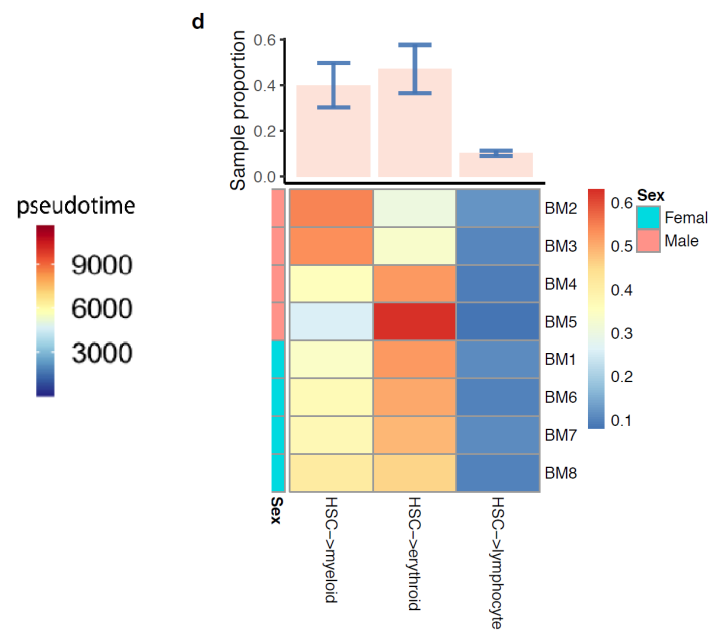 d
Sample proportion
0.6
0.4
0.2
0.0
pseudotime
9000
6000
3000
BM2
BM3
BM4
BM5
BM1
BM6
BM7
BM8
0.6
0.5
0.4
0.3
0.2
0.1
Sex
Femal
Male
Sex
HSC->myeloid
HSC->erythroid
HSC->lymphocyte